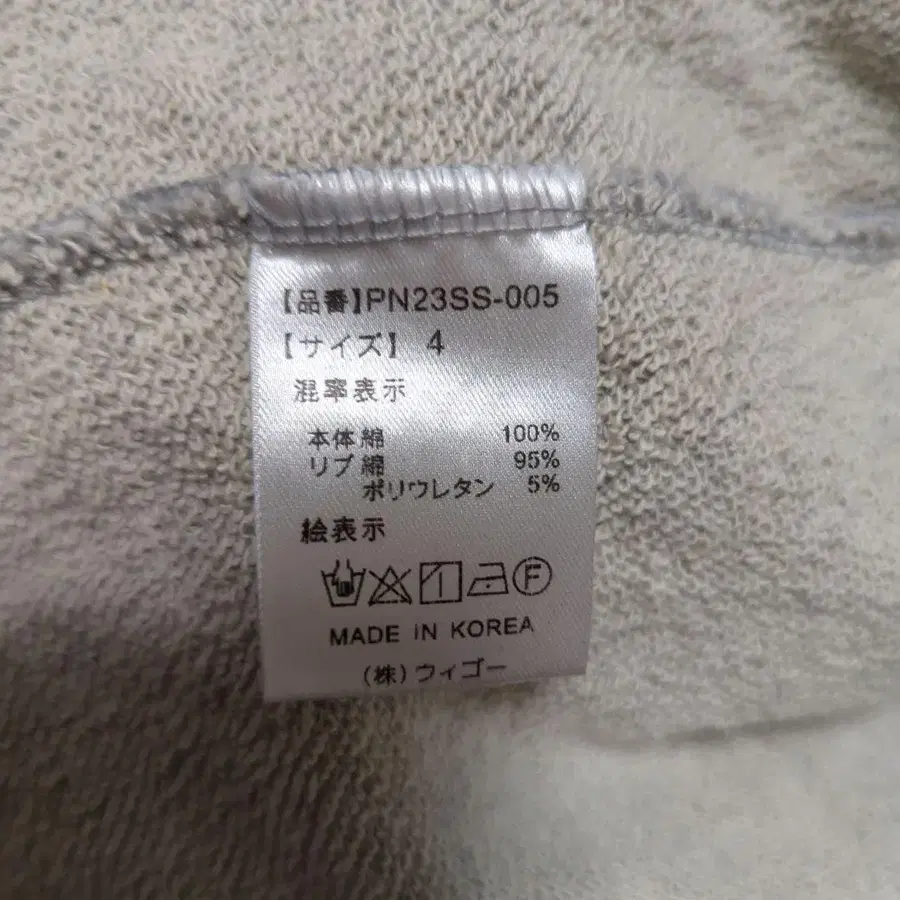 【品番】PN23SS-005
【サイズ】 4
混率表示
本体 綿 100%
リブ 綿 95%
ポリウレタン 5%
絵表示
F
MADE IN KOREA
(株)ウィゴー